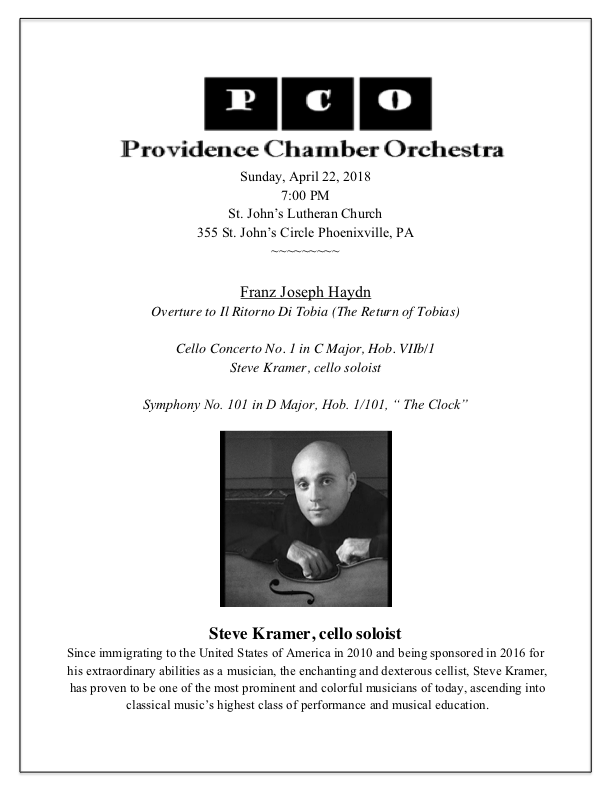 P C O
Providence Chamber Orchestra
Sunday, April 22, 2018
7:00 PM
St. John’s Lutheran Church
355 St. John’s Circle Phoenixville, PA
~~~~~~~~~
Franz Joseph Haydn
Overture to Il Ritorno Di Tobia (The Return of Tobias)
Cello Concerto No. 1 in C Major, Hob. VIIb/1
Steve Kramer, cello soloist
Symphony No. 101 in D Major, Hob. 1/101, “ The Clock”
Steve Kramer, cello soloist
Since immigrating to the United States of America in 2010 and being sponsored in 2016 for
his extraordinary abilities as a musician, the enchanting and dexterous cellist, Steve Kramer,
has proven to be one of the most prominent and colorful musicians of today, ascending into
classical music’s highest class of performance and musical education.